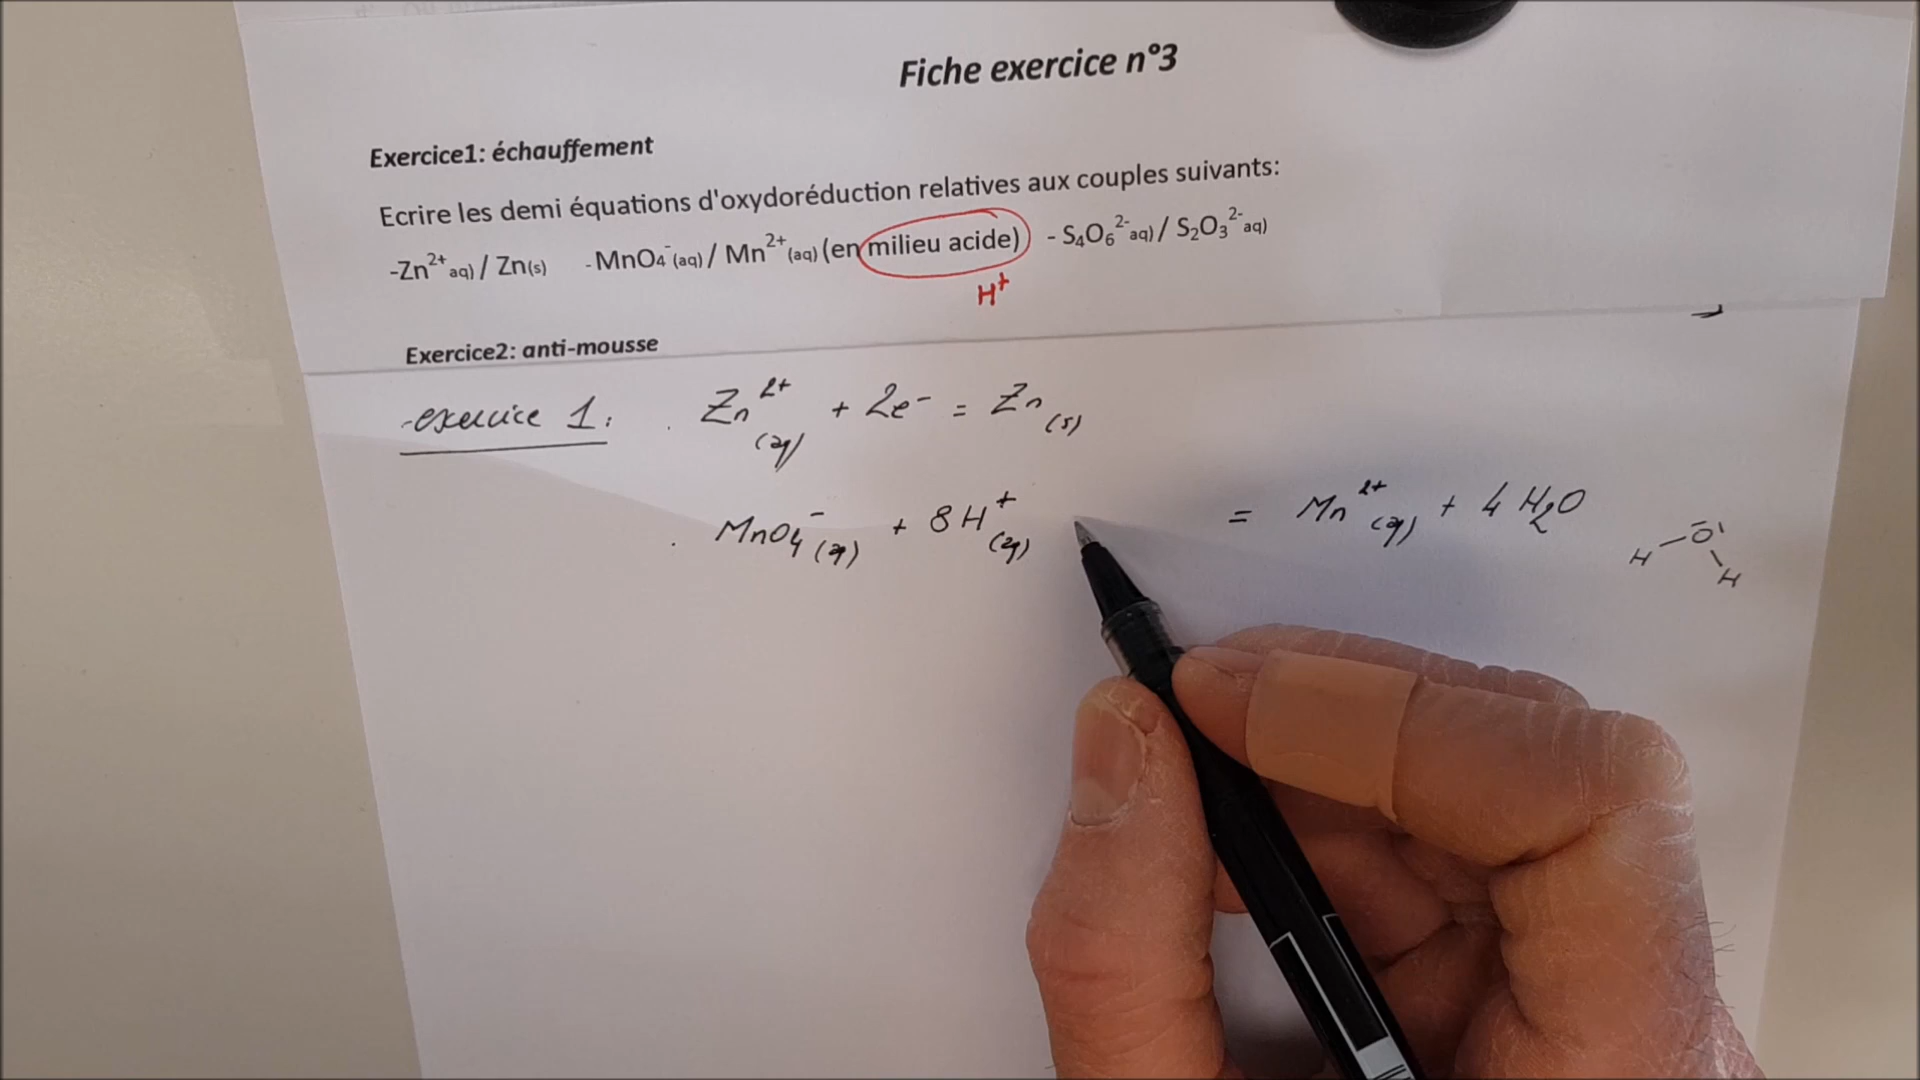 Fiche exercice n°3
Exercice1: échauffement
Ecrire les demi équations d'oxydoréduction relatives aux couples suivants:
-Zn²⁺aq) / Zn(s) - MnO₄⁻(aq) / Mn²⁺(aq) (en milieu acide) - S₄O₆²⁻aq) / S₂O₃²⁻aq)
H⁺
Exercice2: anti-mousse
-exercice 1: . Zn²⁺(aq) + 2e⁻ = Zn(s)
. MnO₄⁻(aq) + 8H⁺(aq) = Mn²⁺(aq) + 4 H₂O
H O H